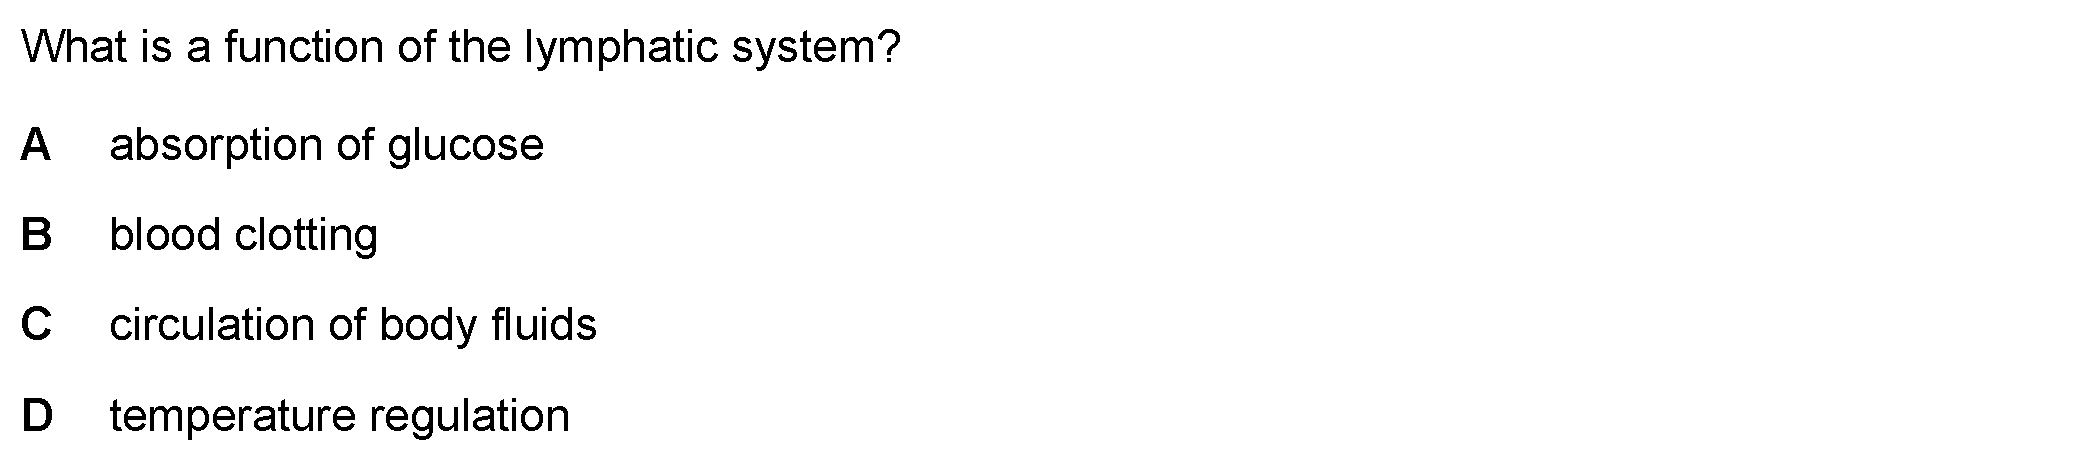 What is a function of the lymphatic system?
A absorption of glucose
B blood clotting
C circulation of body fluids
D temperature regulation